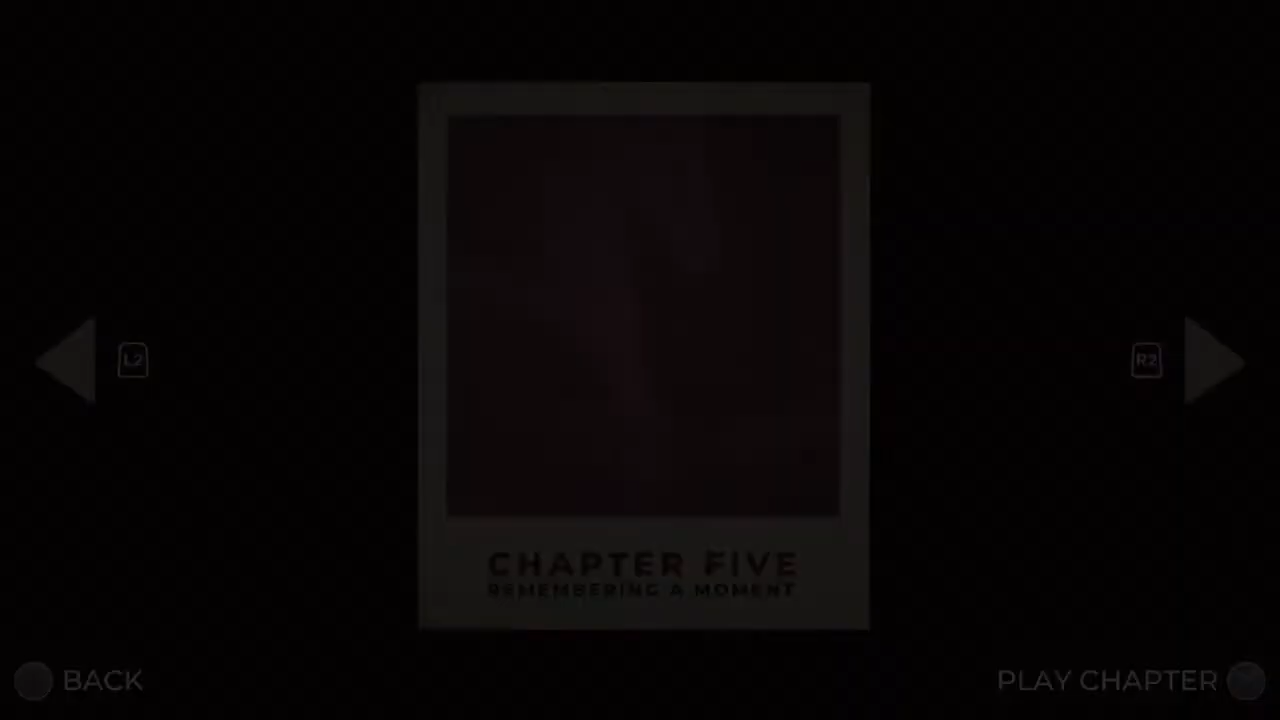 L2
R2
CHAPTER FIVE
REMEMBERING A MOMENT
BACK
PLAY CHAPTER